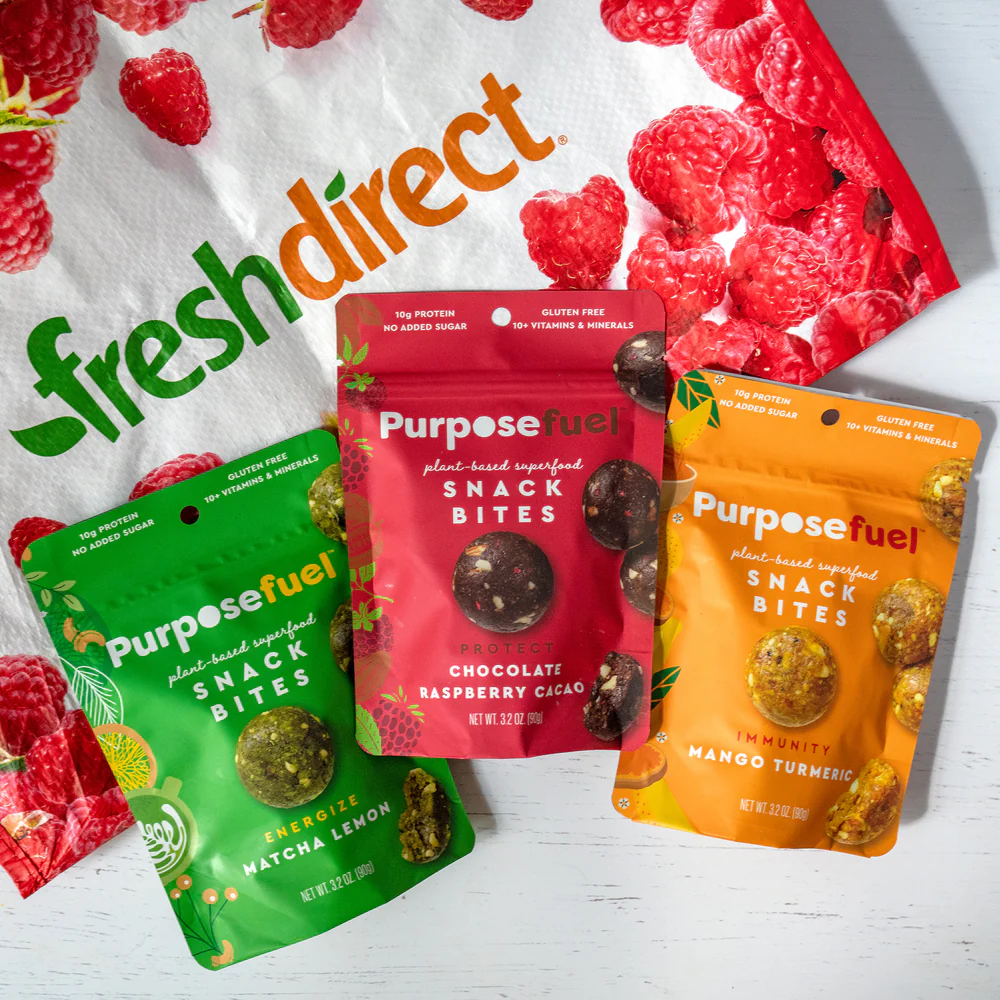 freshdirect®
10g PROTEIN
NO ADDED SUGAR
GLUTEN FREE
10+ VITAMINS & MINERALS
Purposefuel™
plant-based superfood
SNACK
BITES
PROTECT
CHOCOLATE
RASPBERRY CACAO
NET WT. 3.2 OZ. (90g)
10g PROTEIN
NO ADDED SUGAR
GLUTEN FREE
10+ VITAMINS & MINERALS
Purposefuel™
plant-based superfood
SNACK
BITES
ENERGIZE
MATCHA LEMON
NET WT. 3.2 OZ. (90g)
10g PROTEIN
NO ADDED SUGAR
GLUTEN FREE
10+ VITAMINS & MINERALS
Purposefuel™
plant-based superfood
SNACK
BITES
IMMUNITY
MANGO TURMERIC
NET WT. 3.2 OZ. (90g)